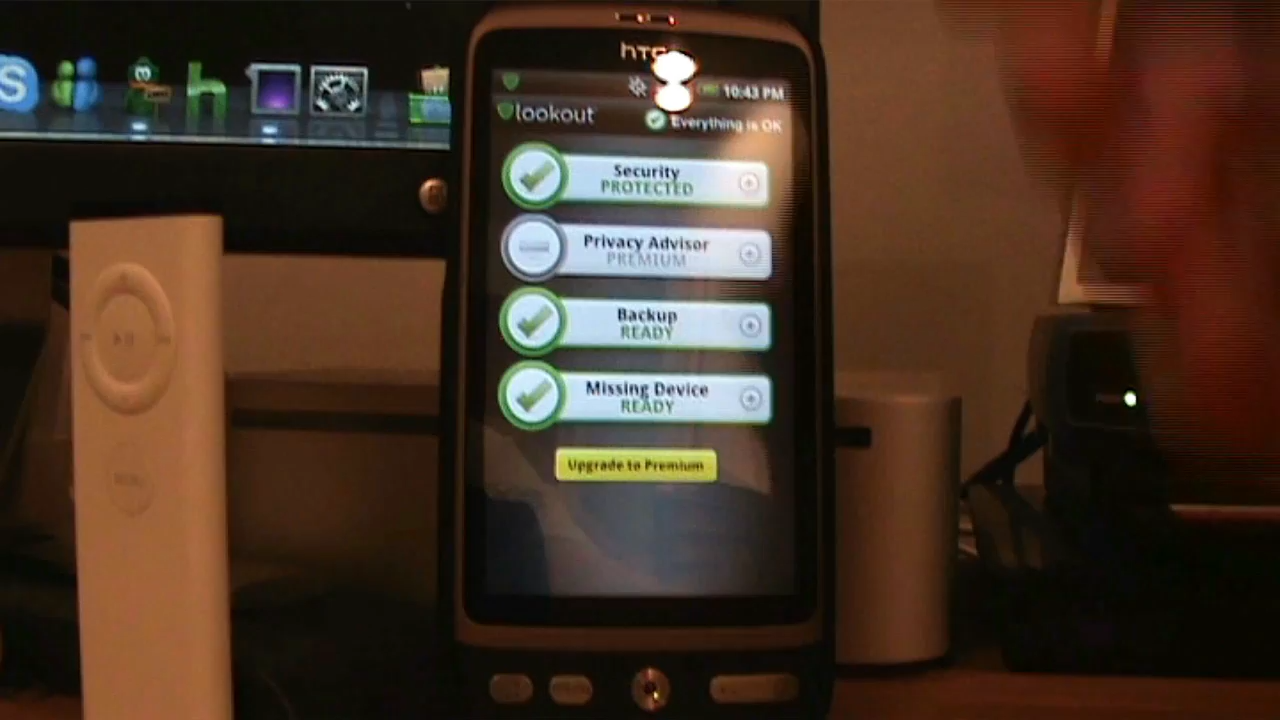 htc
10:43 PM
lookout
Everything is OK
Security
PROTECTED
Privacy Advisor
PREMIUM
Backup
READY
Missing Device
READY
Upgrade to Premium
S
h
MENU